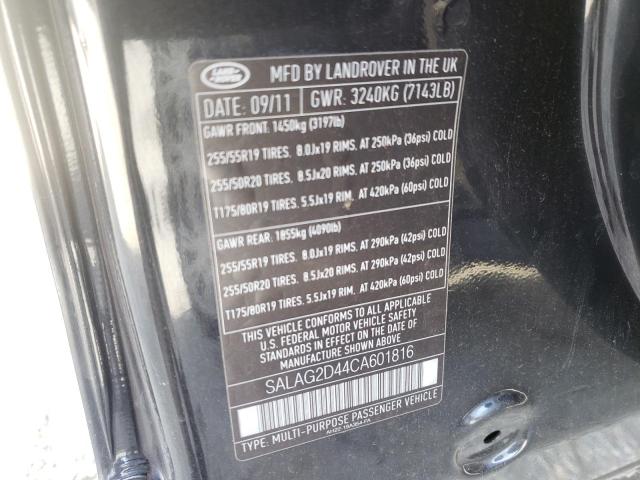 LAND ROVER
MFD BY LANDROVER IN THE UK
DATE: 09/11 GWR: 3240KG (7143LB)
GAWR FRONT: 1450kg (3197lb)
255/55R19 TIRES. 8.0Jx19 RIMS. AT 250kPa (36psi) COLD
255/50R20 TIRES. 8.5Jx20 RIMS. AT 250kPa (36psi) COLD
T175/80R19 TIRES. 5.5Jx19 RIM. AT 420kPa (60psi) COLD
GAWR REAR: 1855kg (4090lb)
255/55R19 TIRES. 8.0Jx19 RIMS. AT 290kPa (42psi) COLD
255/50R20 TIRES. 8.5Jx20 RIMS. AT 290kPa (42psi) COLD
T175/80R19 TIRES. 5.5Jx19 RIM. AT 420kPa (60psi) COLD
THIS VEHICLE CONFORMS TO ALL APPLICABLE
U.S. FEDERAL MOTOR VEHICLE SAFETY
STANDARDS IN EFFECT ON THE DATE OF
MANUFACTURE SHOWN ABOVE
SALAG2D44CA601816
TYPE: MULTI-PURPOSE PASSENGER VEHICLE